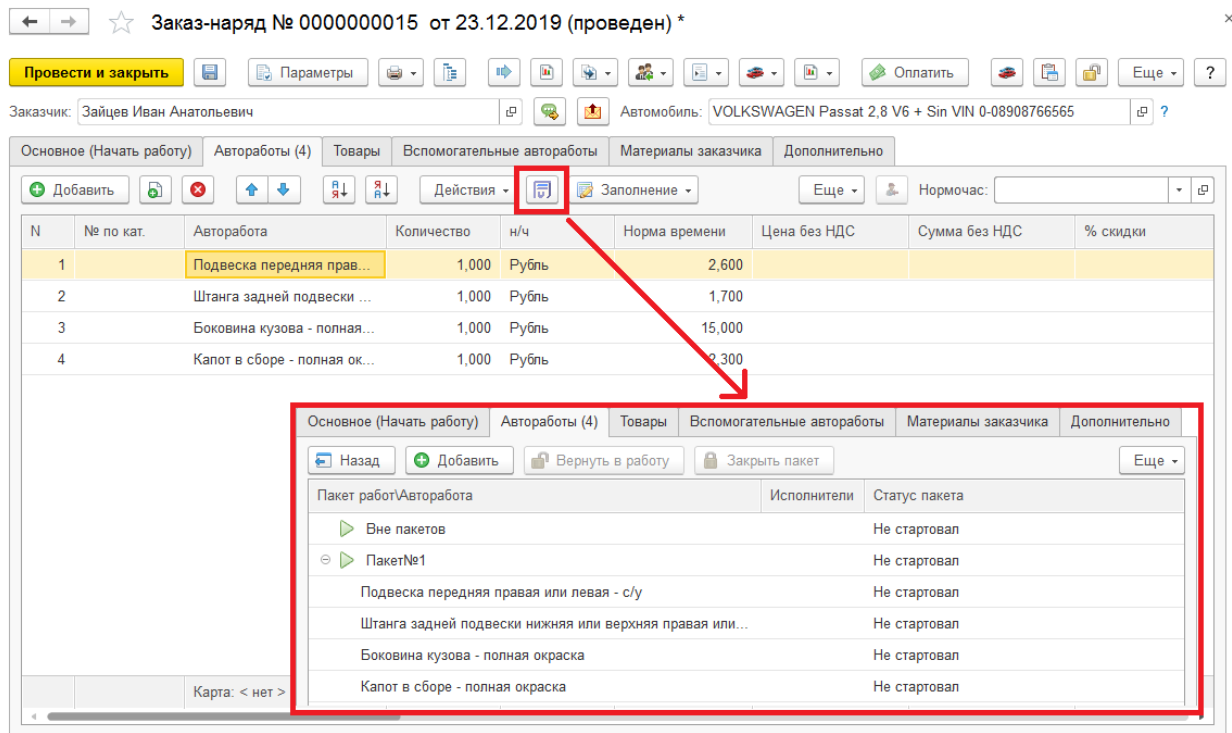 Заказ-наряд № 0000000015 от 23.12.2019 (проведен) *
Провести и закрыть Параметры Оплатить Еще ?
Заказчик: Зайцев Иван Анатольевич Автомобиль: VOLKSWAGEN Passat 2,8 V6 + Sin VIN 0-08908766565 ?
Основное (Начать работу) Автоработы (4) Товары Вспомогательные автоработы Материалы заказчика Дополнительно
Добавить Действия Заполнение Еще Нормочас:
N № по кат. Авторабота Количество н/ч Норма времени Цена без НДС Сумма без НДС % скидки
1 Подвеска передняя прав... 1,000 Рубль 2,600
2 Штанга задней подвески ... 1,000 Рубль 1,700
3 Боковина кузова - полная... 1,000 Рубль 15,000
4 Капот в сборе - полная ок... 1,000 Рубль 2,300
Основное (Начать работу) Автоработы (4) Товары Вспомогательные автоработы Материалы заказчика Дополнительно
Назад Добавить Вернуть в работу Закрыть пакет Еще
Пакет работ\Авторабота Исполнители Статус пакета
Вне пакетов Не стартовал
Пакет№1 Не стартовал
Подвеска передняя правая или левая - с/у Не стартовал
Штанга задней подвески нижняя или верхняя правая или... Не стартовал
Боковина кузова - полная окраска Не стартовал
Капот в сборе - полная окраска Не стартовал
Карта: < нет >